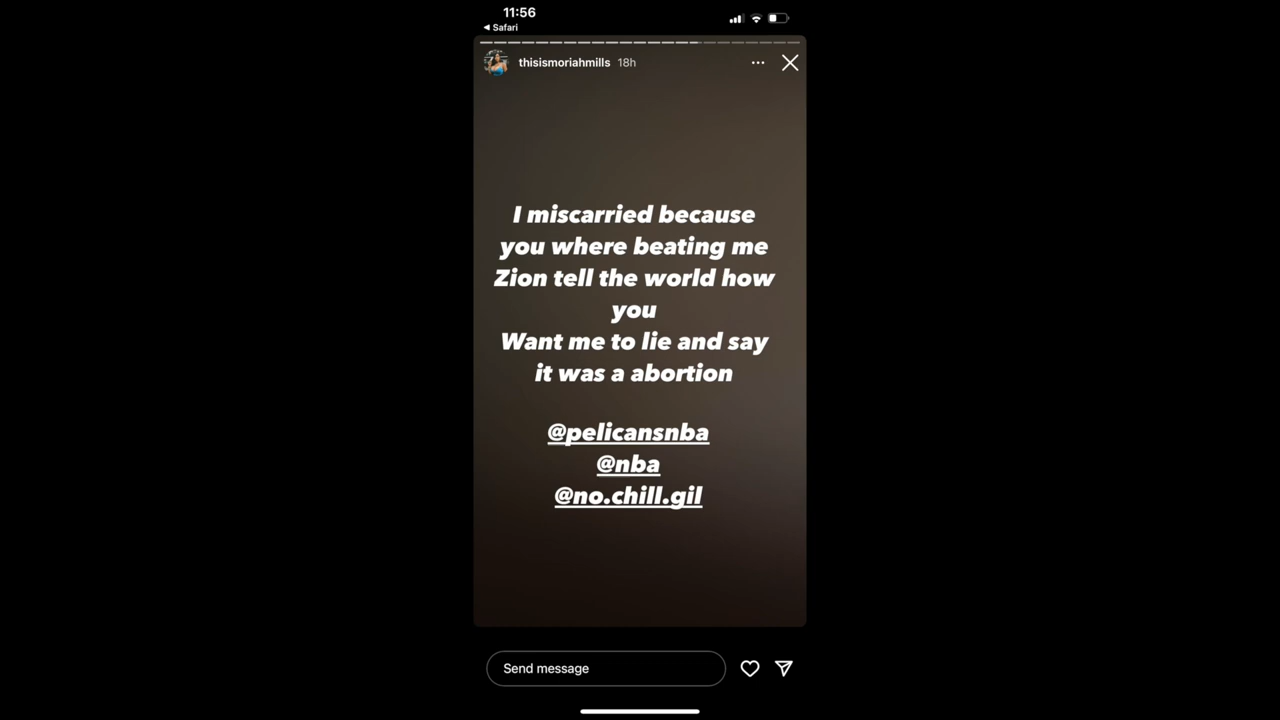 11:56
◀ Safari
thisismoriahmills 18h
I miscarried because
you where beating me
Zion tell the world how
you
Want me to lie and say
it was a abortion
@pelicansnba
@nba
@no.chill.gil
Send message